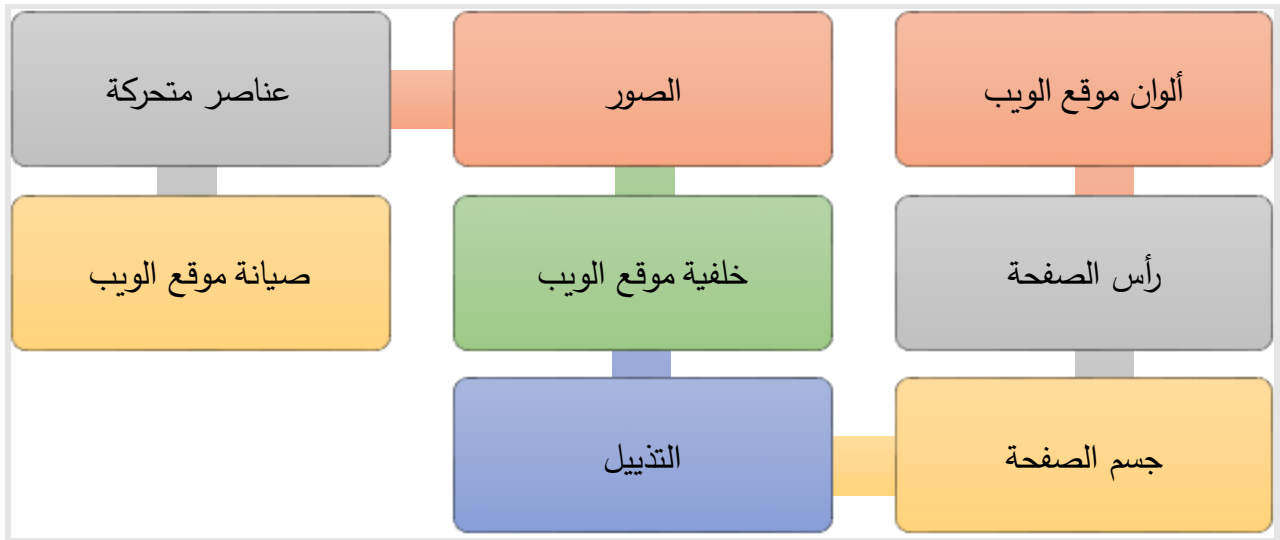 ألوان موقع الويب
رأس الصفحة
جسم الصفحة
التذييل
خلفية موقع الويب
الصور
عناصر متحركة
صيانة موقع الويب